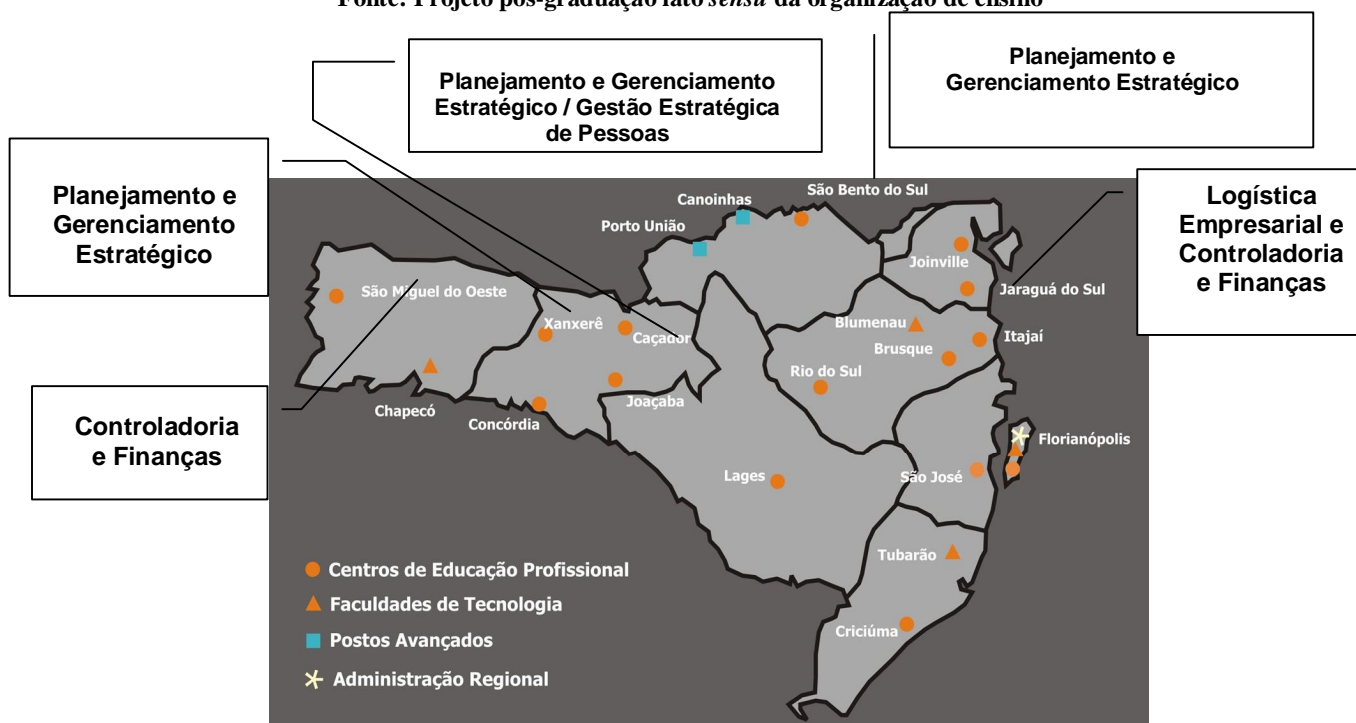 Fonte: Projeto pós-graduação lato sensu da organização de ensino
Planejamento e
Gerenciamento Estratégico
Planejamento e Gerenciamento
Estratégico / Gestão Estratégica
de Pessoas
Planejamento e
Gerenciamento
Estratégico
Logística
Empresarial e
Controladoria
e Finanças
Controladoria
e Finanças
São Bento do Sul
Canoinhas
Porto União
Joinville
São Miguel do Oeste
Jaraguá do Sul
Xanxerê
Caçador
Blumenau
Itajaí
Brusque
Rio do Sul
Joaçaba
Chapecó
Concórdia
Florianópolis
Lages
São José
Tubarão
Criciúma
Centros de Educação Profissional
Faculdades de Tecnologia
Postos Avançados
Administração Regional